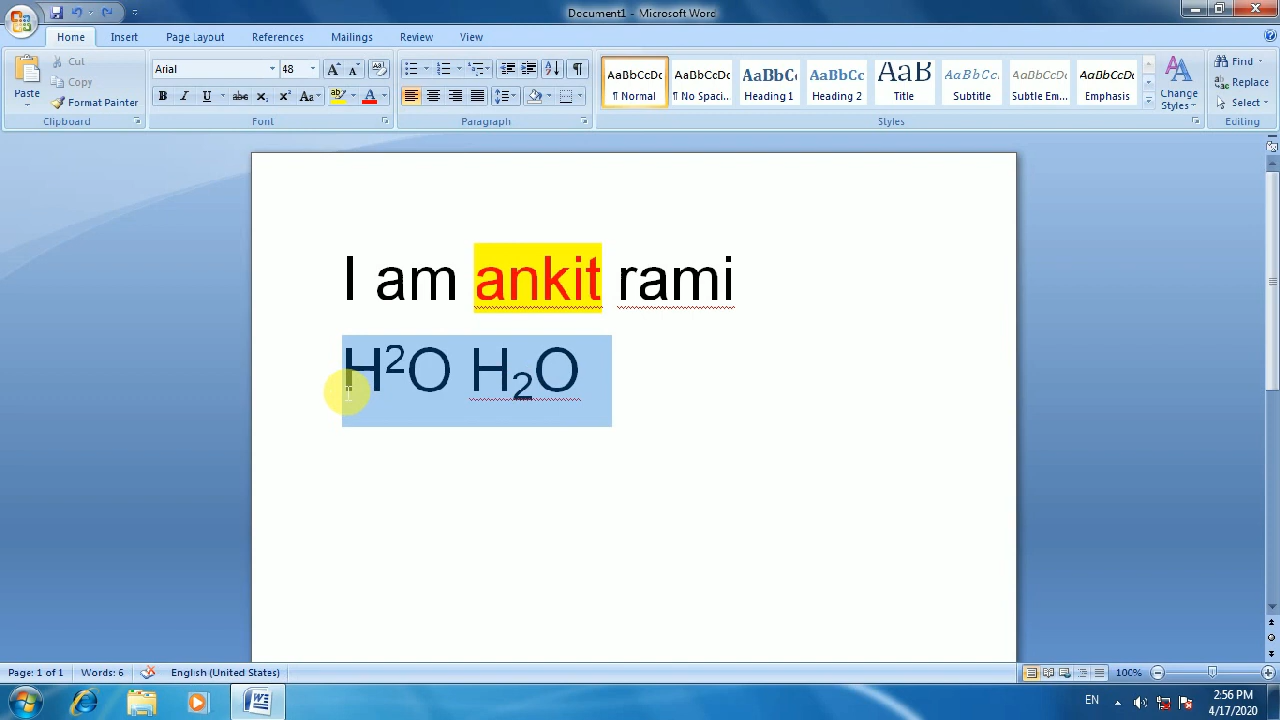 Document1 - Microsoft Word
Home Insert Page Layout References Mailings Review View
Paste Cut Copy Format Painter Clipboard
Arial 48 Font
Paragraph
AaBbCcDc ¶ Normal
AaBbCcDc ¶ No Spaci...
AaBbC Heading 1
AaBbCc Heading 2
AaB Title
AaBbCc. Subtitle
AaBbCcDc Subtle Em...
AaBbCcDc Emphasis
Change Styles
Styles
Find
Replace
Select
Editing
I am ankit rami
H²O H₂O
Page: 1 of 1 Words: 6 English (United States) 100%
EN 2:56 PM
4/17/2020